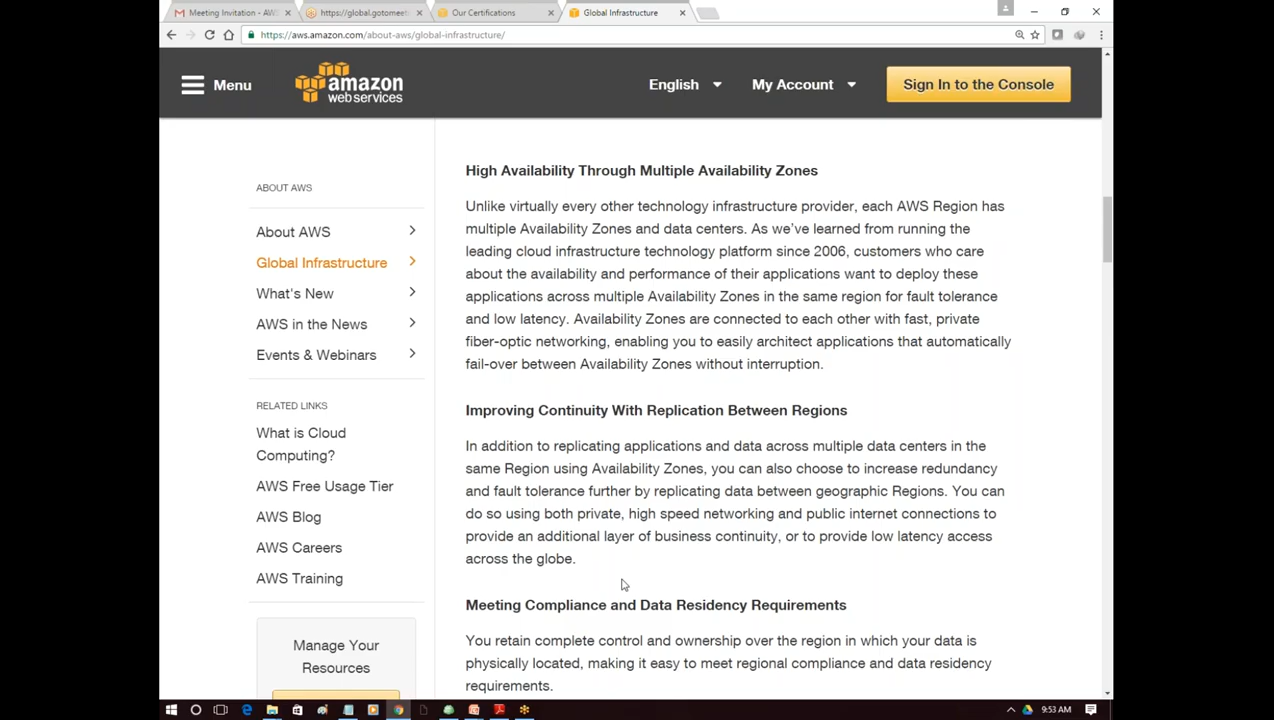 Meeting Invitation - AW
https://global.gotomeeti
Our Certifications
Global Infrastructure
https://aws.amazon.com/about-aws/global-infrastructure/
Menu
amazon
webservices
English
My Account
Sign In to the Console
ABOUT AWS
About AWS
Global Infrastructure
What's New
AWS in the News
Events & Webinars
RELATED LINKS
What is Cloud
Computing?
AWS Free Usage Tier
AWS Blog
AWS Careers
AWS Training
Manage Your
Resources
High Availability Through Multiple Availability Zones
Unlike virtually every other technology infrastructure provider, each AWS Region has
multiple Availability Zones and data centers. As we've learned from running the
leading cloud infrastructure technology platform since 2006, customers who care
about the availability and performance of their applications want to deploy these
applications across multiple Availability Zones in the same region for fault tolerance
and low latency. Availability Zones are connected to each other with fast, private
fiber-optic networking, enabling you to easily architect applications that automatically
fail-over between Availability Zones without interruption.
Improving Continuity With Replication Between Regions
In addition to replicating applications and data across multiple data centers in the
same Region using Availability Zones, you can also choose to increase redundancy
and fault tolerance further by replicating data between geographic Regions. You can
do so using both private, high speed networking and public internet connections to
provide an additional layer of business continuity, or to provide low latency access
across the globe.
Meeting Compliance and Data Residency Requirements
You retain complete control and ownership over the region in which your data is
physically located, making it easy to meet regional compliance and data residency
requirements.
9:53 AM